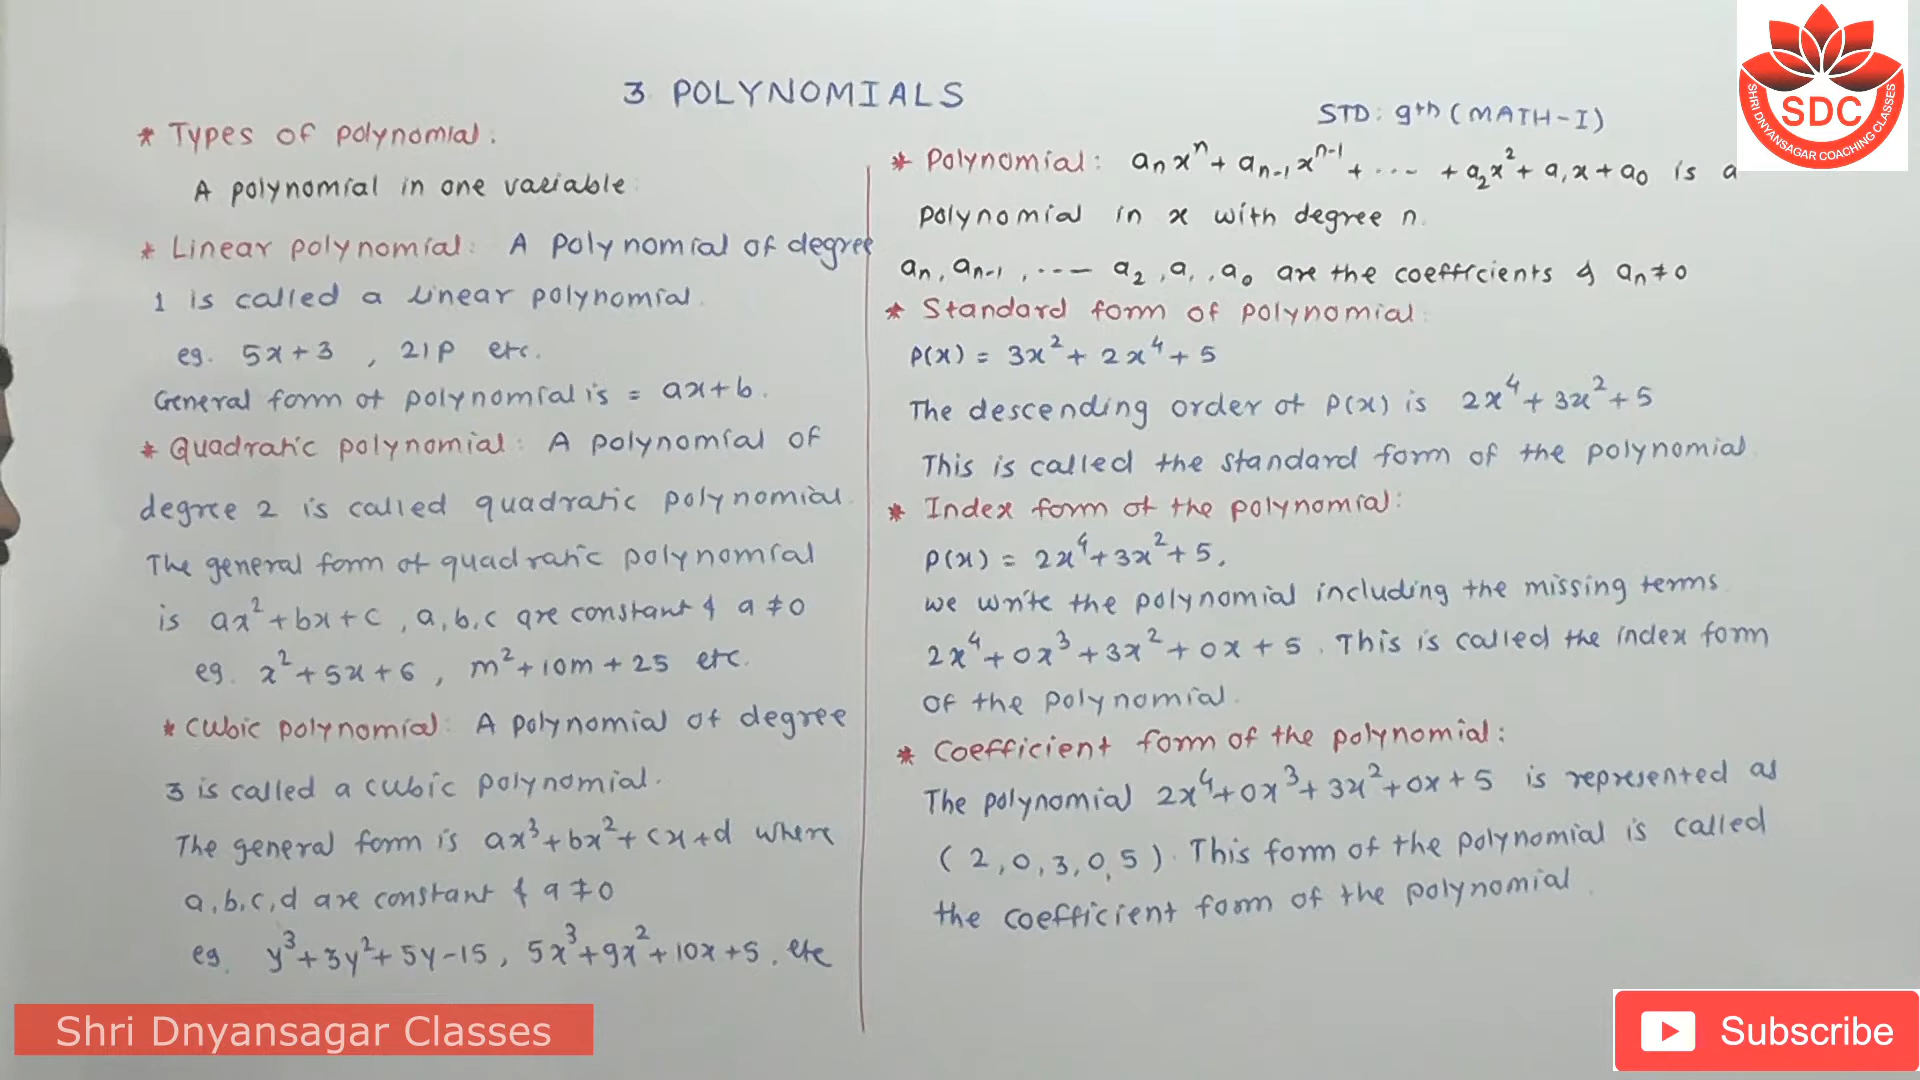 3 POLYNOMIALS
STD: 9th (MATH-I)
* Types of polynomial:
A polynomial in one variable:
* Linear polynomial: A polynomial of degree
1 is called a linear polynomial.
eg. 5x+3 , 21p etc.
General form of polynomial is = ax+b.
* Quadratic polynomial: A polynomial of
degree 2 is called quadratic polynomial.
The general form of quadratic polynomial
is ax²+bx+c , a,b,c are constant & a≠0
eg. x²+5x+6 , m²+10m+25 etc.
* Cubic polynomial: A polynomial of degree
3 is called a cubic polynomial.
The general form is ax³+bx²+cx+d where
a,b,c,d are constant & a≠0
eg. y³+3y²+5y-15, 5x³+9x²+10x+5. etc
* Polynomial: aₙxⁿ + aₙ₋₁xⁿ⁻¹ + ... + a₂x² + a₁x + a₀ is a
polynomial in x with degree n.
aₙ, aₙ₋₁, ... a₂, a₁, a₀ are the coefficients & aₙ≠0
* Standard form of polynomial:
p(x) = 3x² + 2x⁴ + 5
The descending order of p(x) is 2x⁴+3x²+5
This is called the standard form of the polynomial.
* Index form of the polynomial:
p(x) = 2x⁴+3x²+5,
we write the polynomial including the missing terms
2x⁴+0x³+3x²+0x+5. This is called the index form
of the polynomial.
* Coefficient form of the polynomial:
The polynomial 2x⁴+0x³+3x²+0x+5 is represented as
(2,0,3,0,5). This form of the polynomial is called
the coefficient form of the polynomial.
SDC
SHRI DNYANSAGAR COACHING CLASSES
Shri Dnyansagar Classes
Subscribe